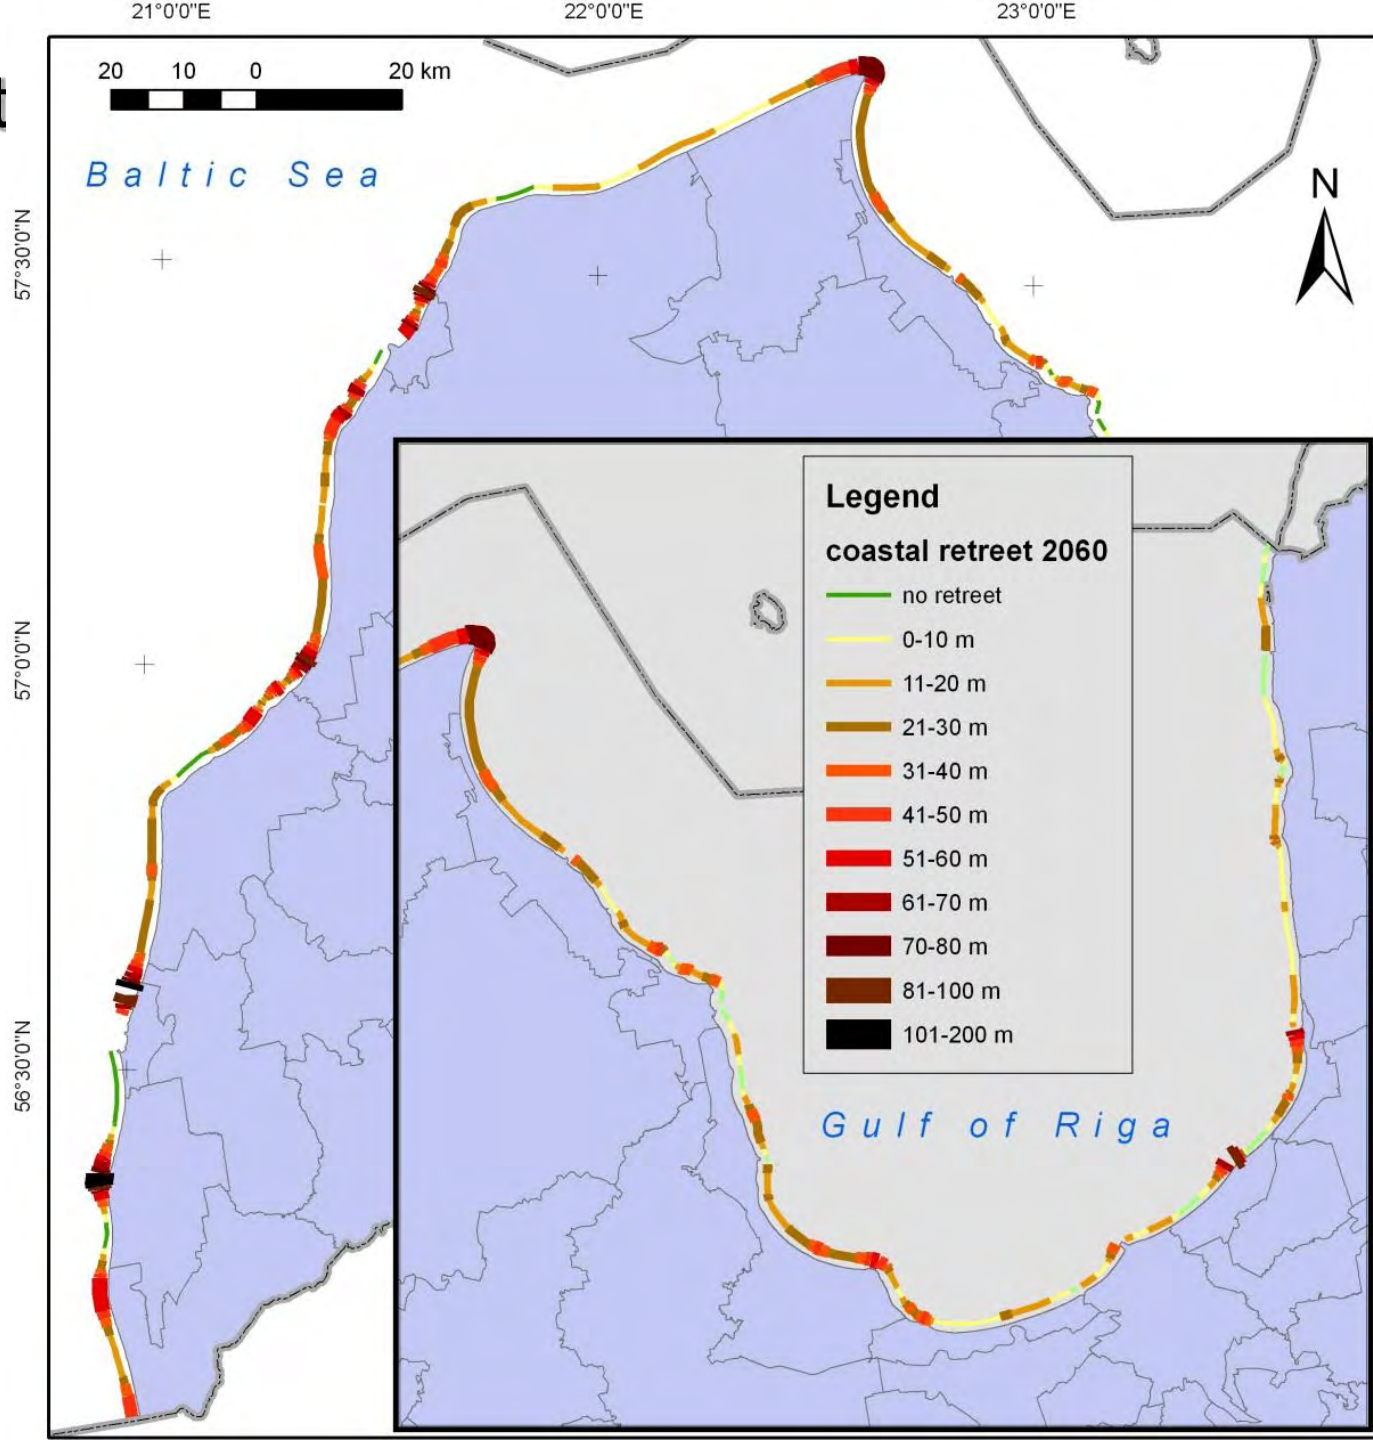 21°0'0"E 22°0'0"E 23°0'0"E
20 10 0 20 km
Baltic Sea
N
57°30'0"N
57°0'0"N
56°30'0"N
Legend
coastal retreet 2060
no retreet
0-10 m
11-20 m
21-30 m
31-40 m
41-50 m
51-60 m
61-70 m
70-80 m
81-100 m
101-200 m
Gulf of Riga